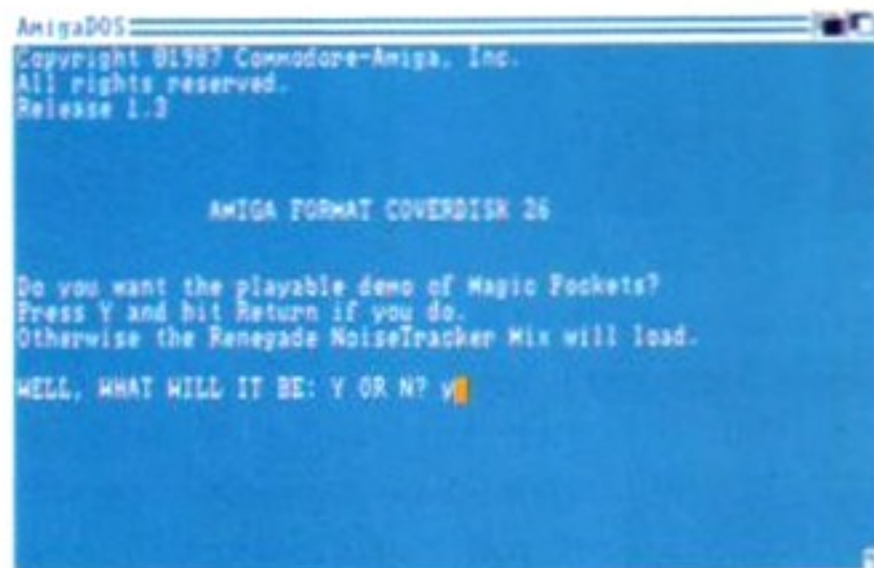 AmigaDOS
Copyright ©1987 Commodore-Amiga, Inc.
All rights reserved.
Release 1.3
AMIGA FORMAT COVERDISK 26
Do you want the playable demo of Magic Pockets?
Press Y and hit Return if you do.
Otherwise the Renegade NoiseTracker Mix will load.
WELL, WHAT WILL IT BE: Y OR N? y